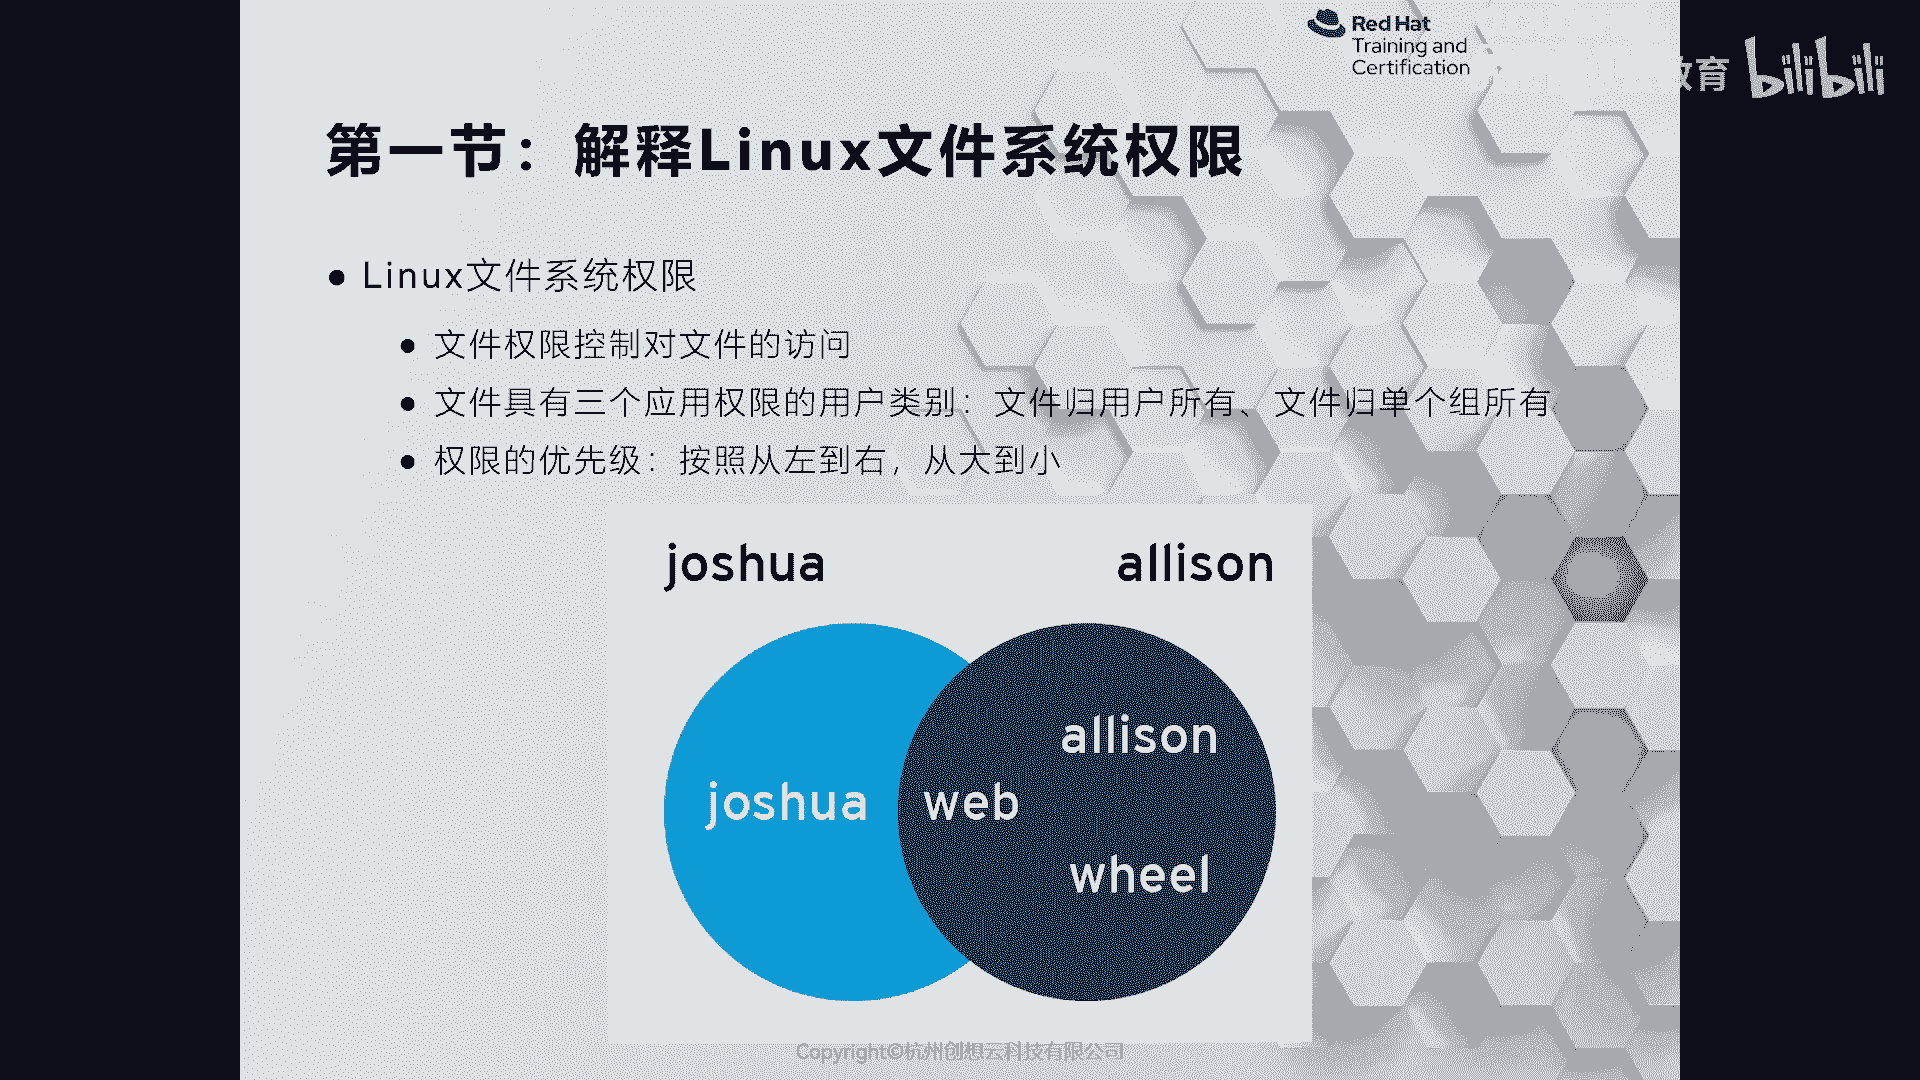 Red Hat
Training and
Certification
育 bilibili
第一节：解释Linux文件系统权限
● Linux文件系统权限
● 文件权限控制对文件的访问
● 文件具有三个应用权限的用户类别：文件归用户所有、文件归单个组所有
● 权限的优先级：按照从左到右，从大到小
joshua allison
allison
joshua web
wheel
Copyright©杭州创想云科技有限公司